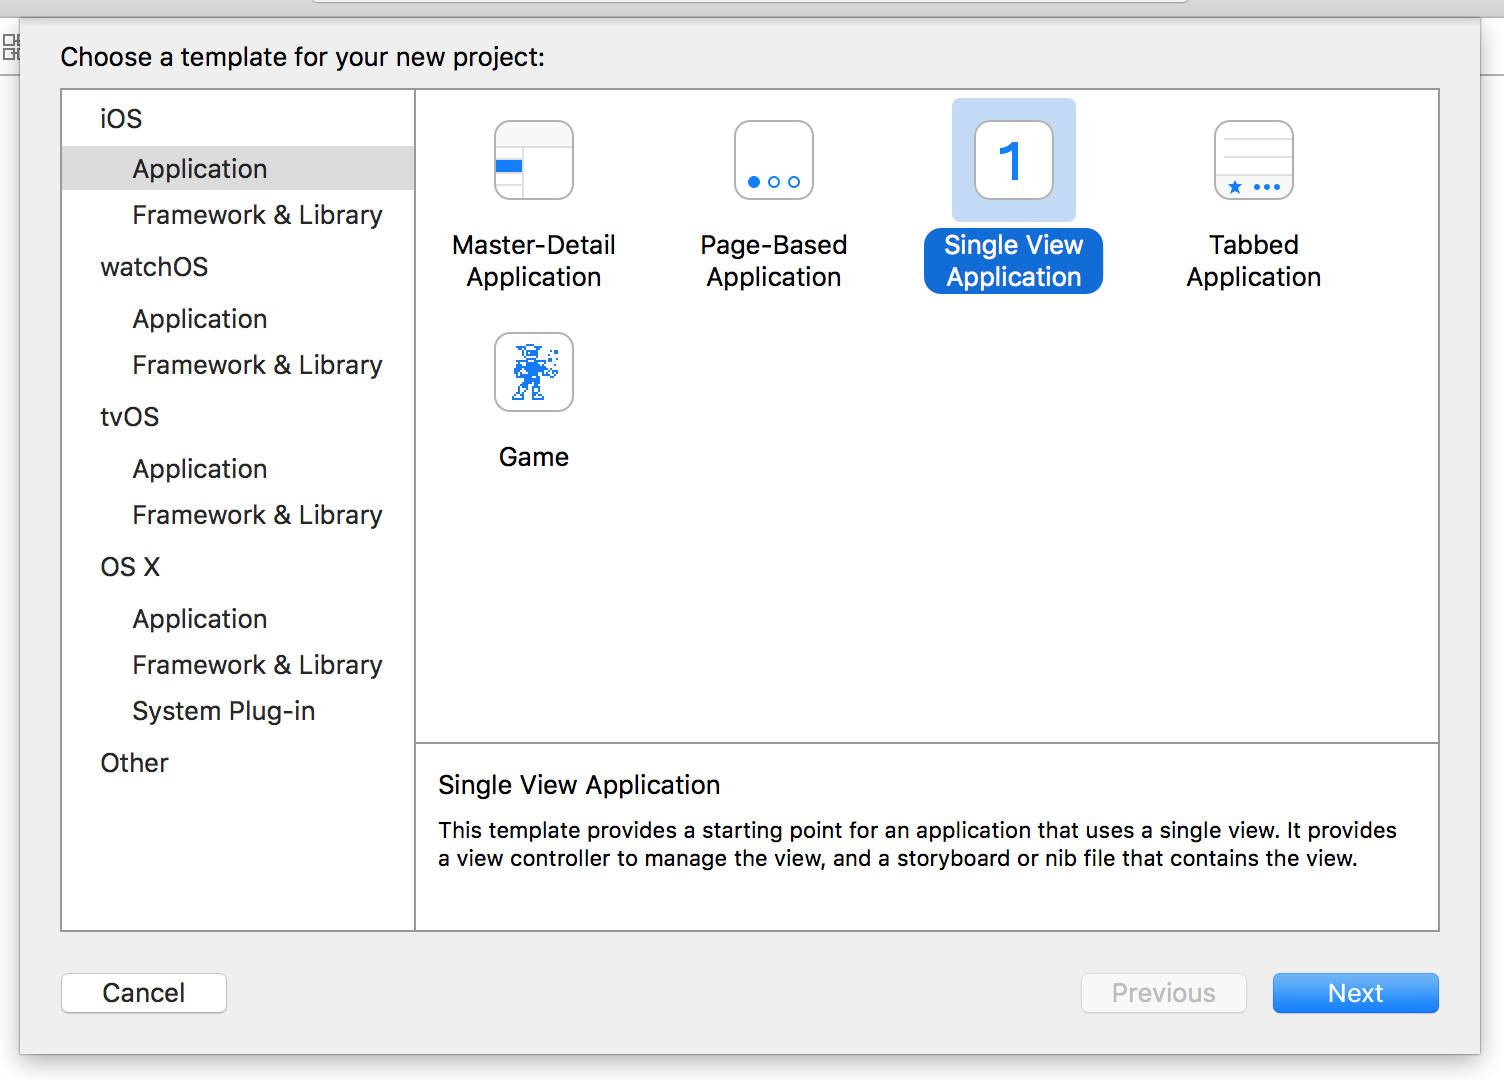 Choose a template for your new project:
iOS
Application
Framework & Library
watchOS
Application
Framework & Library
tvOS
Application
Framework & Library
OS X
Application
Framework & Library
System Plug-in
Other
Master-Detail
Application
Page-Based
Application
1
Single View
Application
Tabbed
Application
Game
Single View Application
This template provides a starting point for an application that uses a single view. It provides
a view controller to manage the view, and a storyboard or nib file that contains the view.
Cancel
Previous
Next